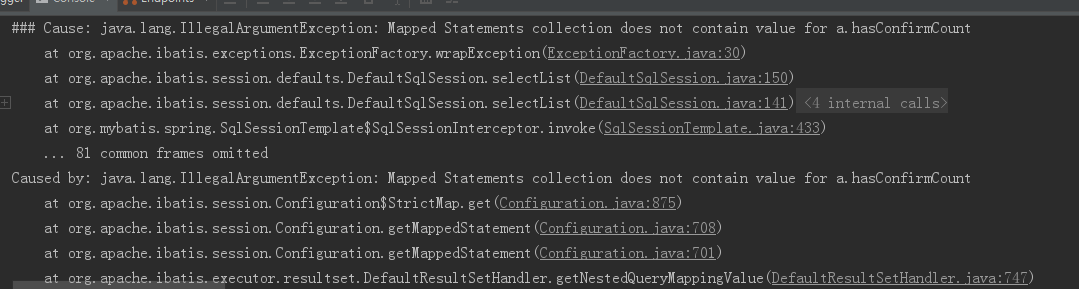 Console
Endpoints
### Cause: java.lang.IllegalArgumentException: Mapped Statements collection does not contain value for a.hasConfirmCount
at org.apache.ibatis.exceptions.ExceptionFactory.wrapException(ExceptionFactory.java:30)
at org.apache.ibatis.session.defaults.DefaultSqlSession.selectList(DefaultSqlSession.java:150)
at org.apache.ibatis.session.defaults.DefaultSqlSession.selectList(DefaultSqlSession.java:141) <4 internal calls>
at org.mybatis.spring.SqlSessionTemplate$SqlSessionInterceptor.invoke(SqlSessionTemplate.java:433)
... 81 common frames omitted
Caused by: java.lang.IllegalArgumentException: Mapped Statements collection does not contain value for a.hasConfirmCount
at org.apache.ibatis.session.Configuration$StrictMap.get(Configuration.java:875)
at org.apache.ibatis.session.Configuration.getMappedStatement(Configuration.java:708)
at org.apache.ibatis.session.Configuration.getMappedStatement(Configuration.java:701)
at org.apache.ibatis.executor.resultset.DefaultResultSetHandler.getNestedQueryMappingValue(DefaultResultSetHandler.java:747)